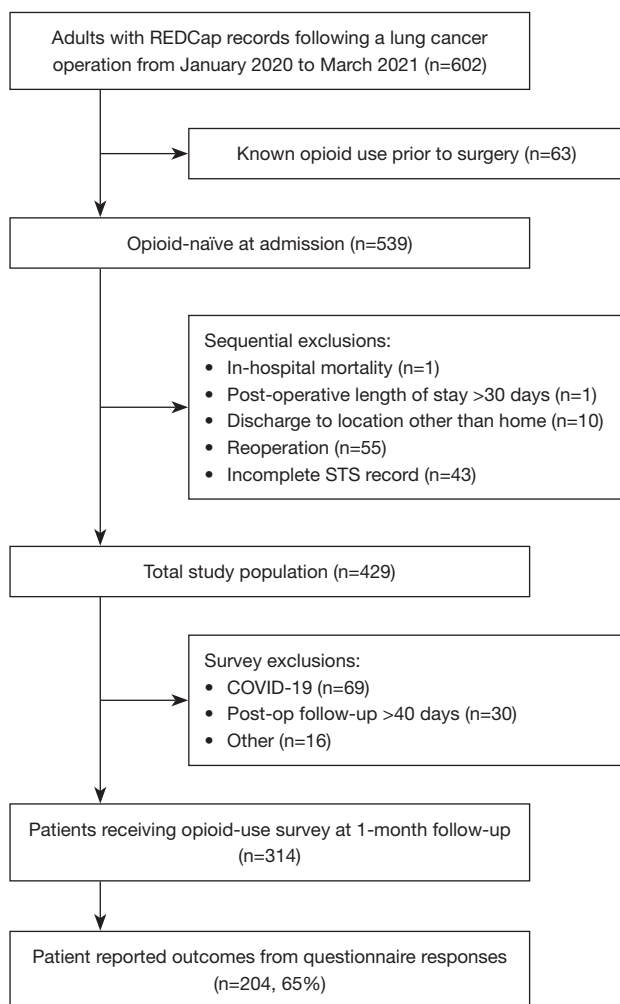 Adults with REDCap records following a lung cancer
operation from January 2020 to March 2021 (n=602)
Known opioid use prior to surgery (n=63)
Opioid-naïve at admission (n=539)
Sequential exclusions:
• In-hospital mortality (n=1)
• Post-operative length of stay >30 days (n=1)
• Discharge to location other than home (n=10)
• Reoperation (n=55)
• Incomplete STS record (n=43)
Total study population (n=429)
Survey exclusions:
• COVID-19 (n=69)
• Post-op follow-up >40 days (n=30)
• Other (n=16)
Patients receiving opioid-use survey at 1-month follow-up
(n=314)
Patient reported outcomes from questionnaire responses
(n=204, 65%)